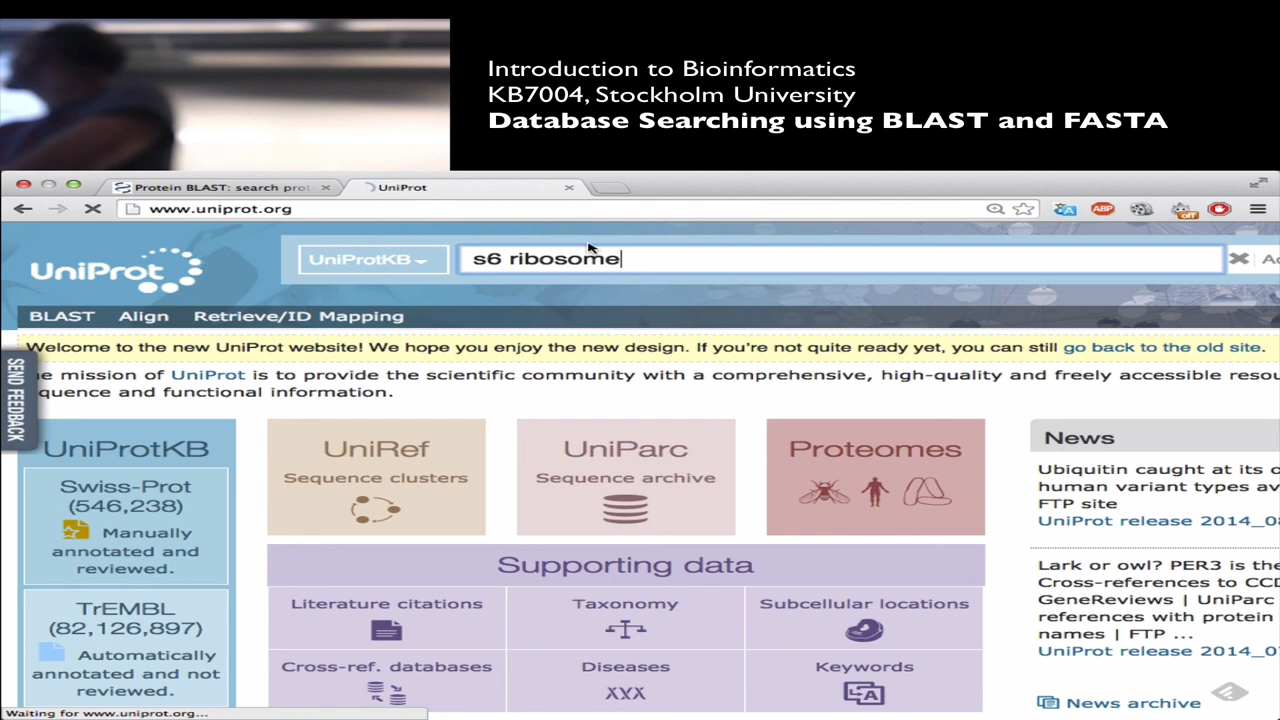 Introduction to Bioinformatics
KB7004, Stockholm University
Database Searching using BLAST and FASTA
Protein BLAST: search prot
UniProt
www.uniprot.org
ABP
off
UniProt
UniProtKB
s6 ribosome
BLAST Align Retrieve/ID Mapping
Welcome to the new UniProt website! We hope you enjoy the new design. If you're not quite ready yet, you can still go back to the old site.
mission of UniProt is to provide the scientific community with a comprehensive, high-quality and freely accessible
and functional information.
SEND FEEDBACK
UniProtKB
Swiss-Prot
(546,238)
Manually
annotated and
reviewed.
TrEMBL
(82,126,897)
Automatically
annotated and not
reviewed.
UniRef
Sequence clusters
UniParc
Sequence archive
Proteomes
Supporting data
Literature citations
Taxonomy
Subcellular locations
Cross-ref. databases
Diseases
Keywords
News
Ubiquitin caught at its
human variant types
FTP site
UniProt release
Lark or owl? PER3 is the
Cross-references to
GeneReviews | UniParc
references with protein
names | FTP ...
UniProt release
News archive
Waiting for www.uniprot.org...